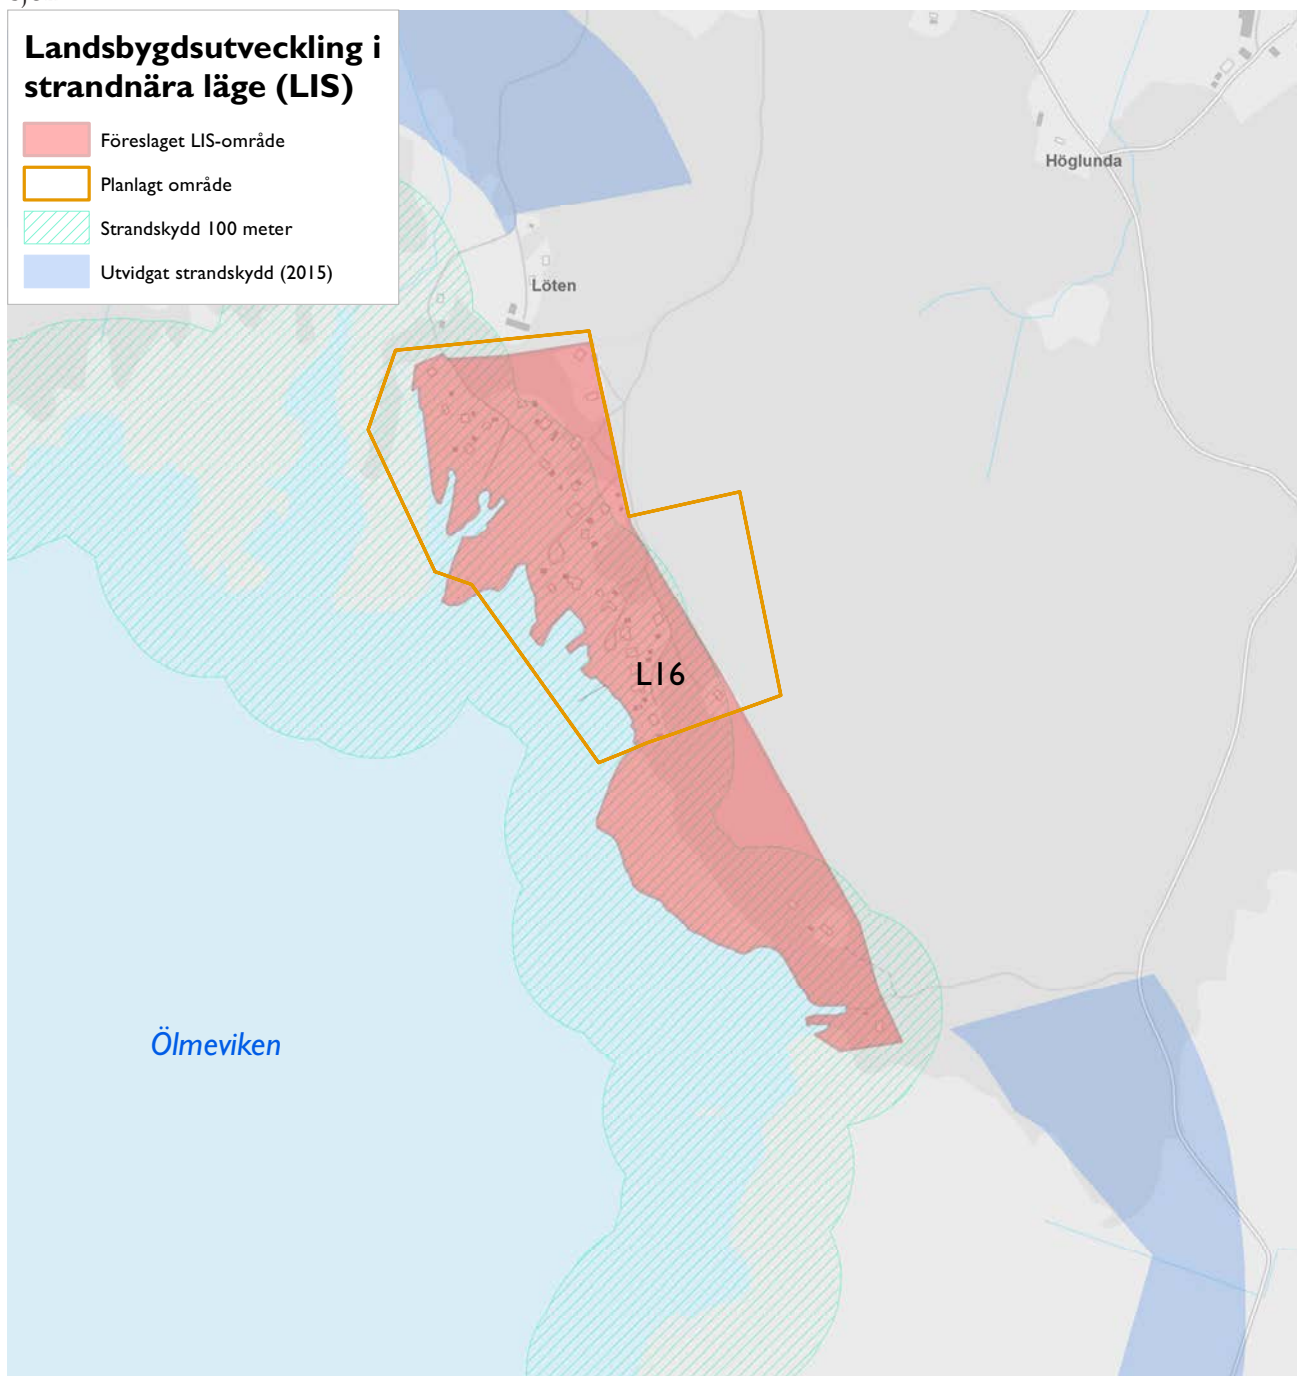 Landsbygdsutveckling i
strandnära läge (LIS)
Föreslaget LIS-område
Planlagt område
Strandskydd 100 meter
Utvidgat strandskydd (2015)
Höglunda
Löten
L16
Ölmeviken